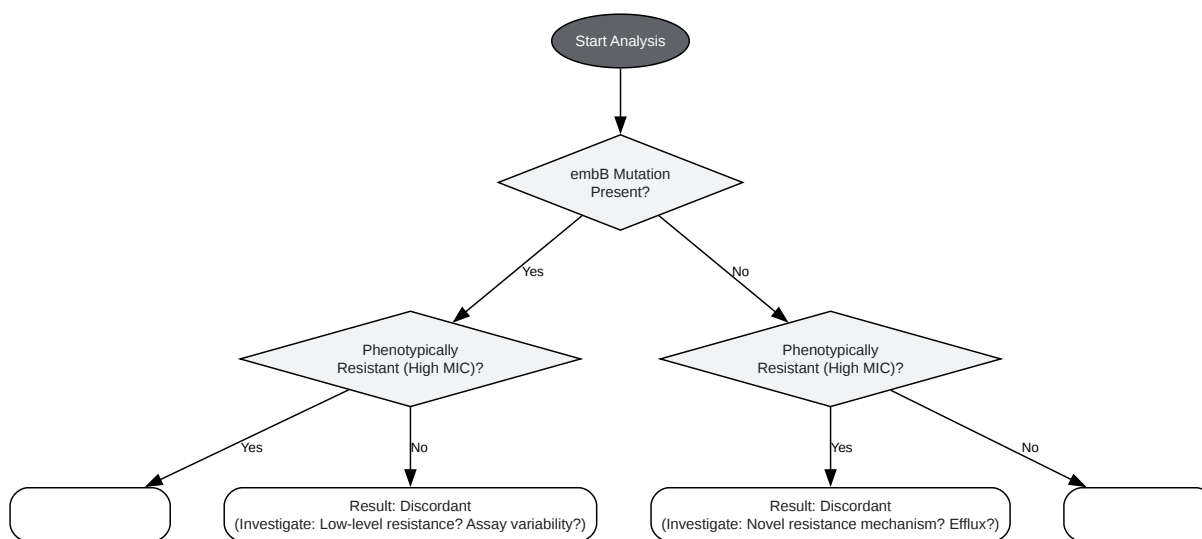 Start Analysis
embB Mutation
Present?
Yes
No
Phenotypically
Resistant (High MIC)?
Phenotypically
Resistant (High MIC)?
Yes
No
Yes
No
Result: Discordant
(Investigate: Low-level resistance? Assay variability?)
Result: Discordant
(Investigate: Novel resistance mechanism? Efflux?)